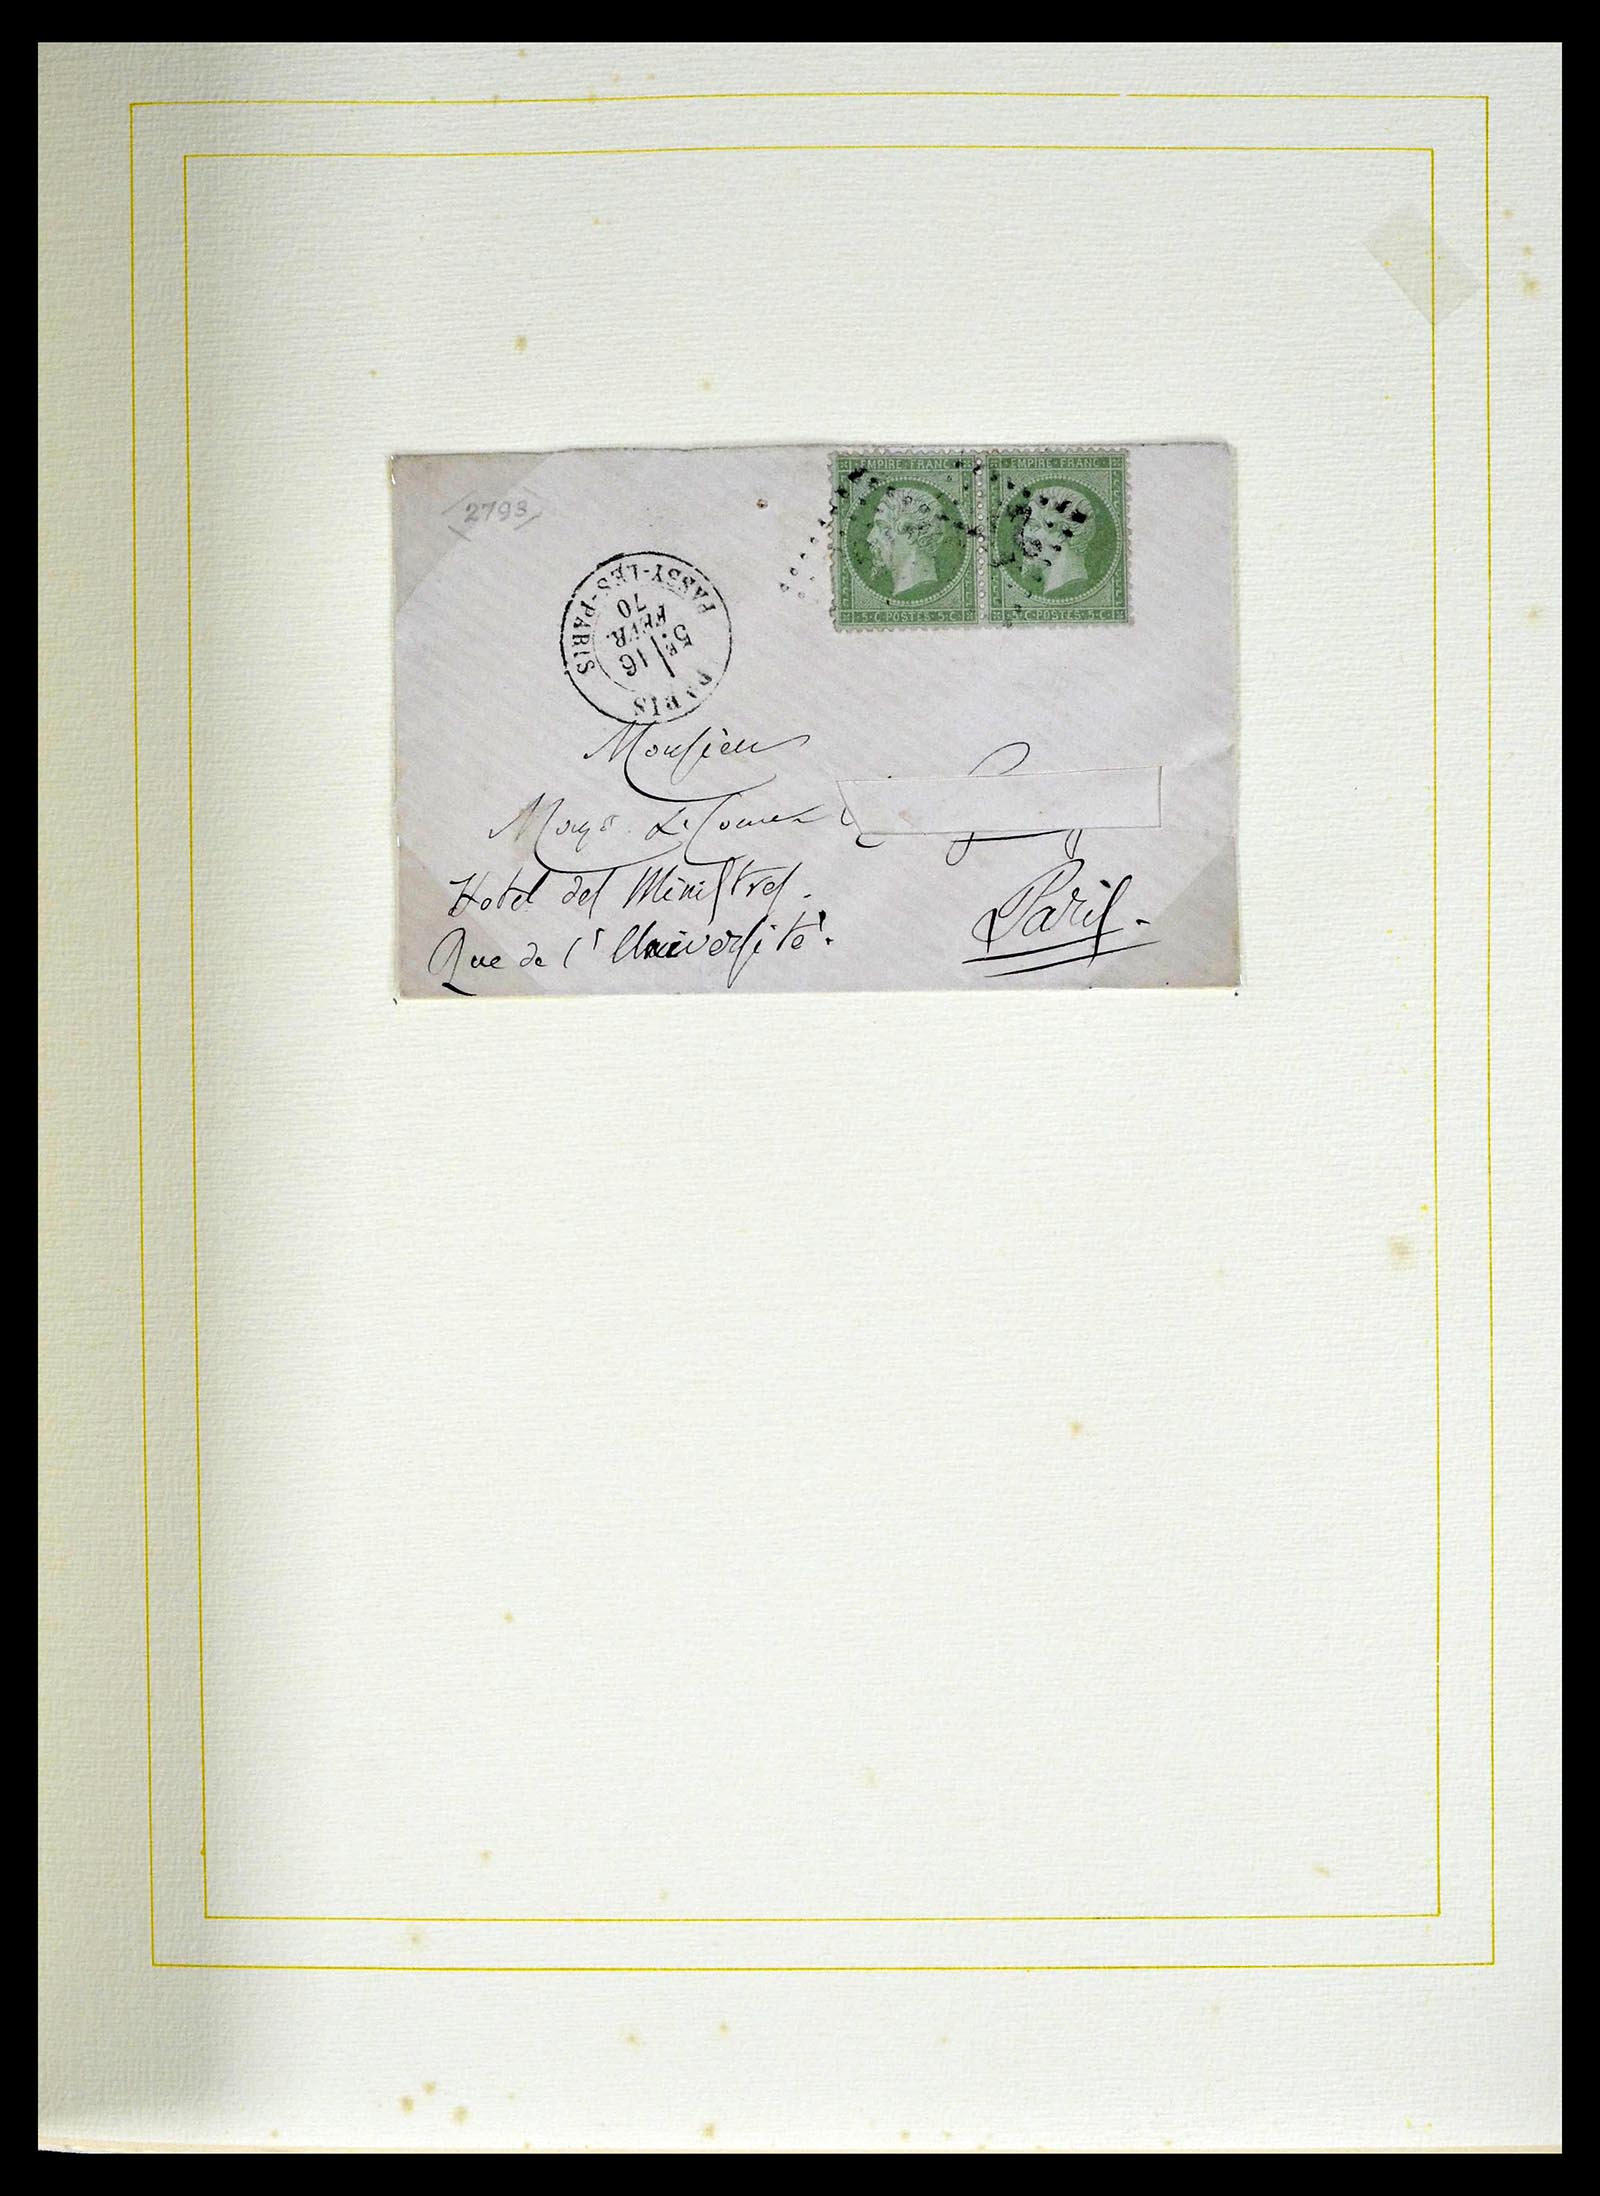 (2793)
EMPIRE FRANC
EMPIRE FRANC
5·C·POSTES·5·C·
C·POSTES·5·C·
PASSY-LES-PARIS
5E
16
FEVR.
70
PARIS
Monsieur
Hotel des Ministres.
Rue de l'Université.
Paris.